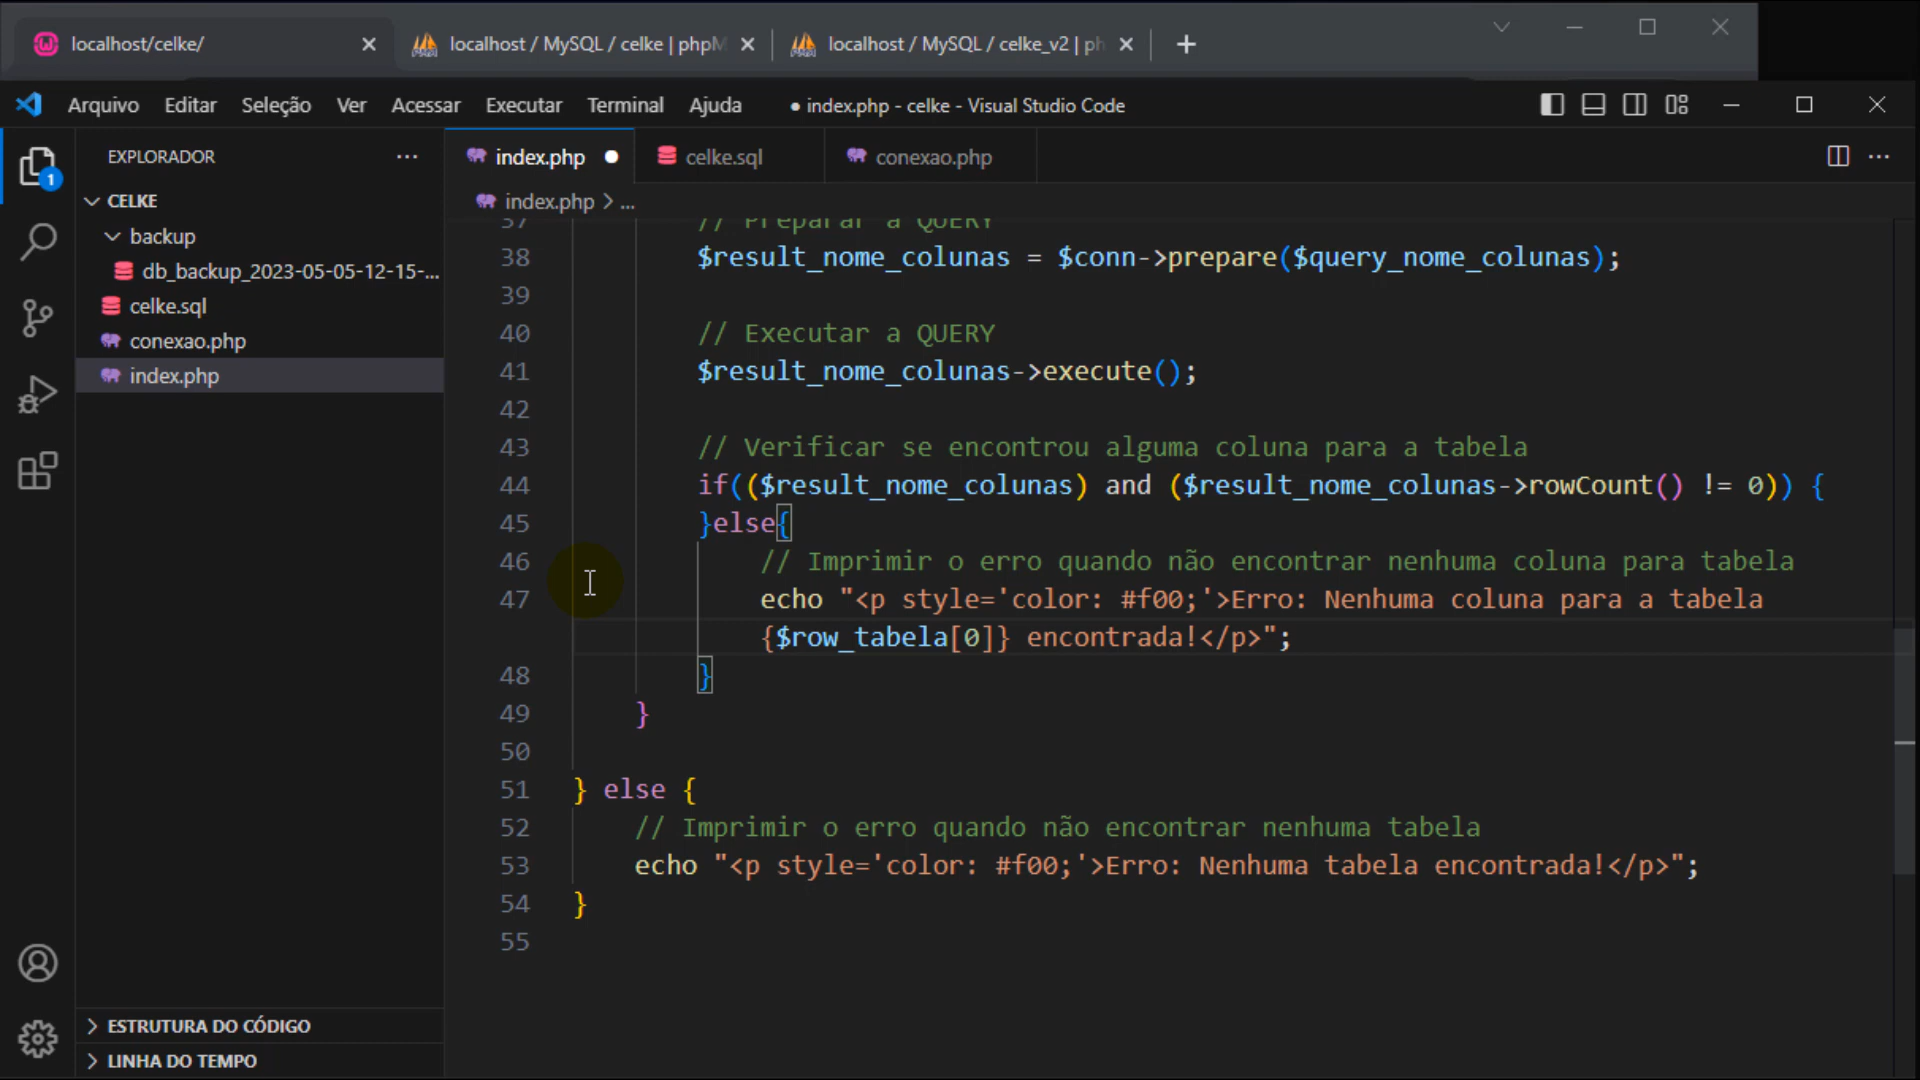 localhost/celke/
localhost / MySQL / celke | phpM
localhost / MySQL / celke_v2 | ph
Arquivo Editar Seleção Ver Acessar Executar Terminal Ajuda
● index.php - celke - Visual Studio Code
EXPLORADOR
1
CELKE
backup
db_backup_2023-05-05-12-15-...
celke.sql
conexao.php
index.php
index.php
celke.sql
conexao.php
index.php > ...
37 // Preparar a QUERY
38 $result_nome_colunas = $conn->prepare($query_nome_colunas);
39
40 // Executar a QUERY
41 $result_nome_colunas->execute();
42
43 // Verificar se encontrou alguma coluna para a tabela
44 if(($result_nome_colunas) and ($result_nome_colunas->rowCount() != 0)) {
45 }else{
46 // Imprimir o erro quando não encontrar nenhuma coluna para tabela
47 echo "<p style='color: #f00;'>Erro: Nenhuma coluna para a tabela
{$row_tabela[0]} encontrada!</p>";
48 }
49 }
50
51 } else {
52 // Imprimir o erro quando não encontrar nenhuma tabela
53 echo "<p style='color: #f00;'>Erro: Nenhuma tabela encontrada!</p>";
54 }
55
ESTRUTURA DO CÓDIGO
LINHA DO TEMPO